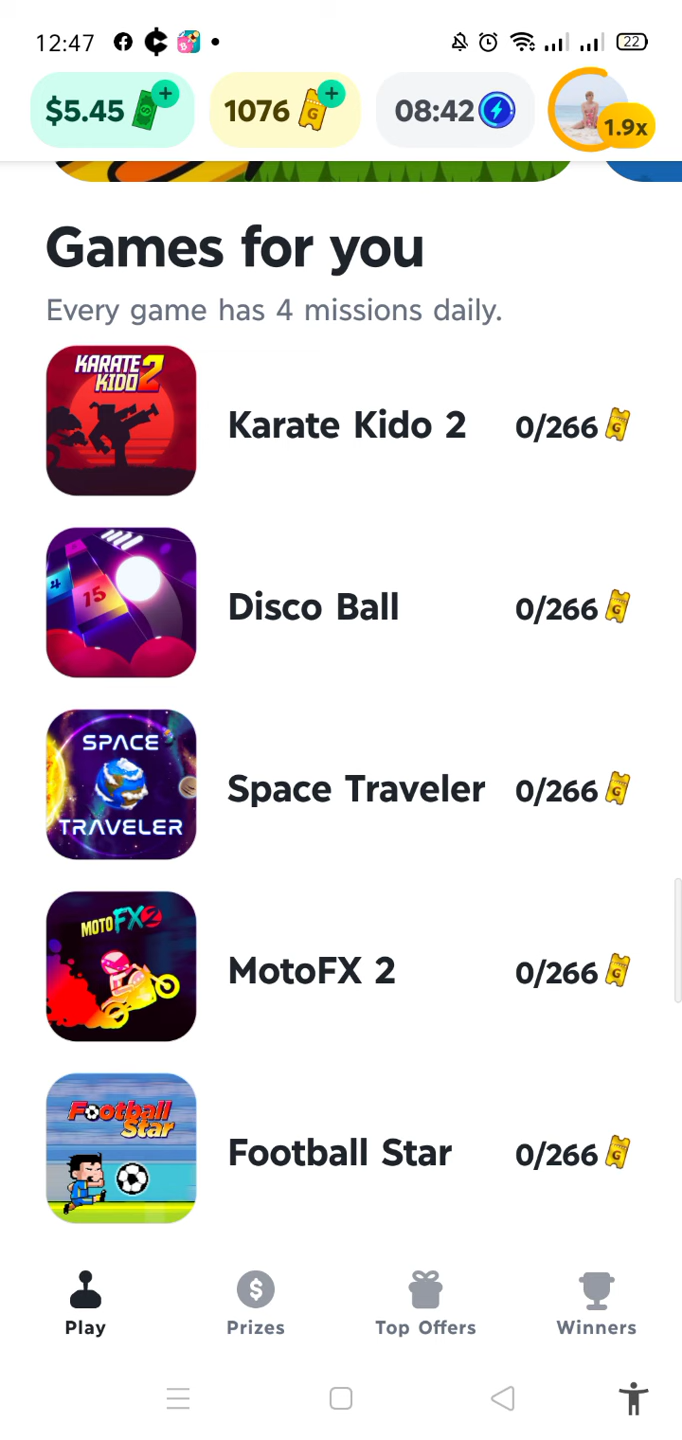 12:47
22
$5.45
1076 G
08:42
1.9x
Games for you
Every game has 4 missions daily.
KARATE
KIDO 2
Karate Kido 2
0/266 G
4
15
Disco Ball
0/266 G
SPACE
TRAVELER
Space Traveler
0/266 G
MOTO FX2
MotoFX 2
0/266 G
Football
Star
Football Star
0/266 G
Play
Prizes
Top Offers
Winners